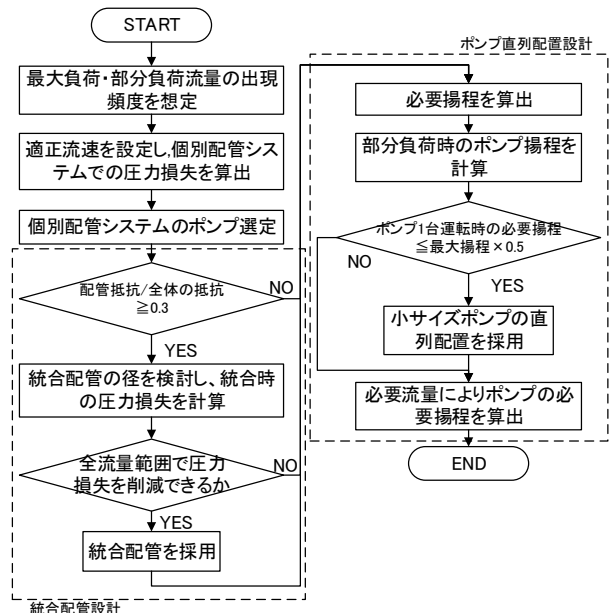 START
最大負荷・部分負荷流量の出現
頻度を想定
適正流速を設定し,個別配管シス
テムでの圧力損失を算出
個別配管システムのポンプ選定
配管抵抗/全体の抵抗
≧0.3
NO
YES
統合配管の径を検討し、統合時
の圧力損失を計算
全流量範囲で圧力
損失を削減できるか
NO
YES
統合配管を採用
統合配管設計
ポンプ直列配置設計
必要揚程を算出
部分負荷時のポンプ揚程を
計算
ポンプ1台運転時の必要揚程
≦最大揚程×0.5
NO
YES
小サイズポンプの直
列配置を採用
必要流量によりポンプの必
要揚程を算出
END